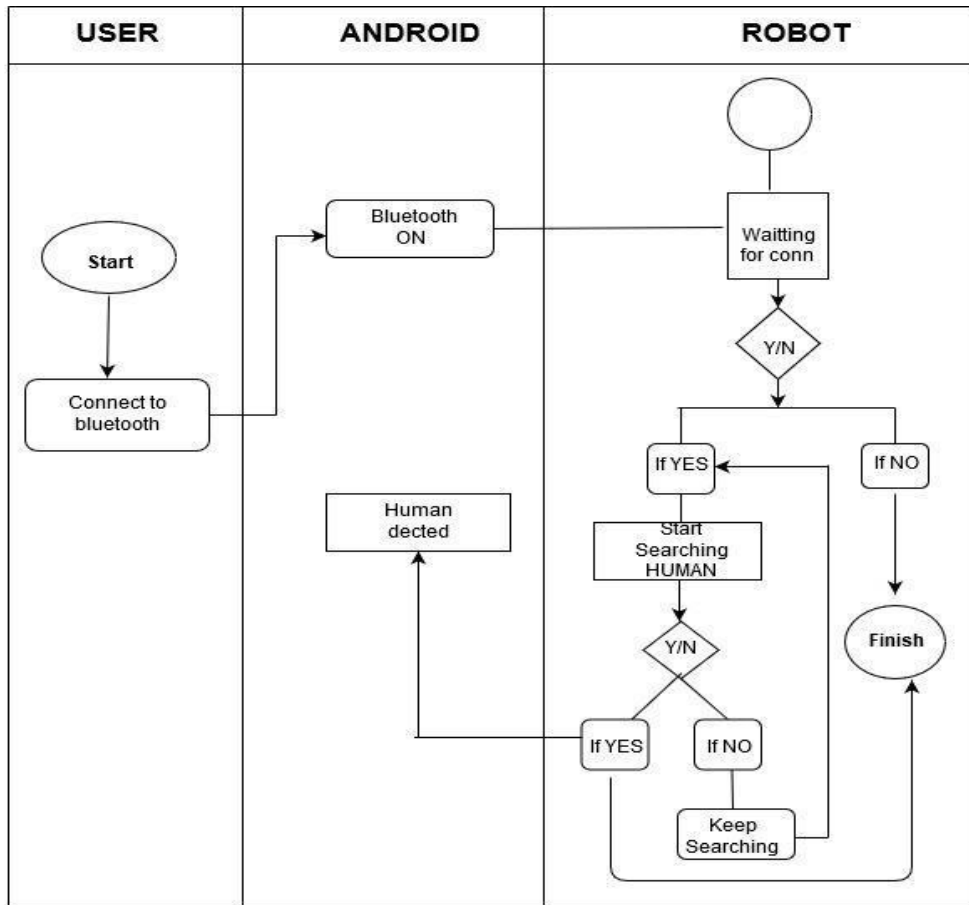 USER
ANDROID
ROBOT
Start
Connect to
bluetooth
Bluetooth
ON
Waitting
for conn
Y/N
If YES
If NO
Start
Searching
HUMAN
Human
dected
Y/N
Finish
If YES
If NO
Keep
Searching